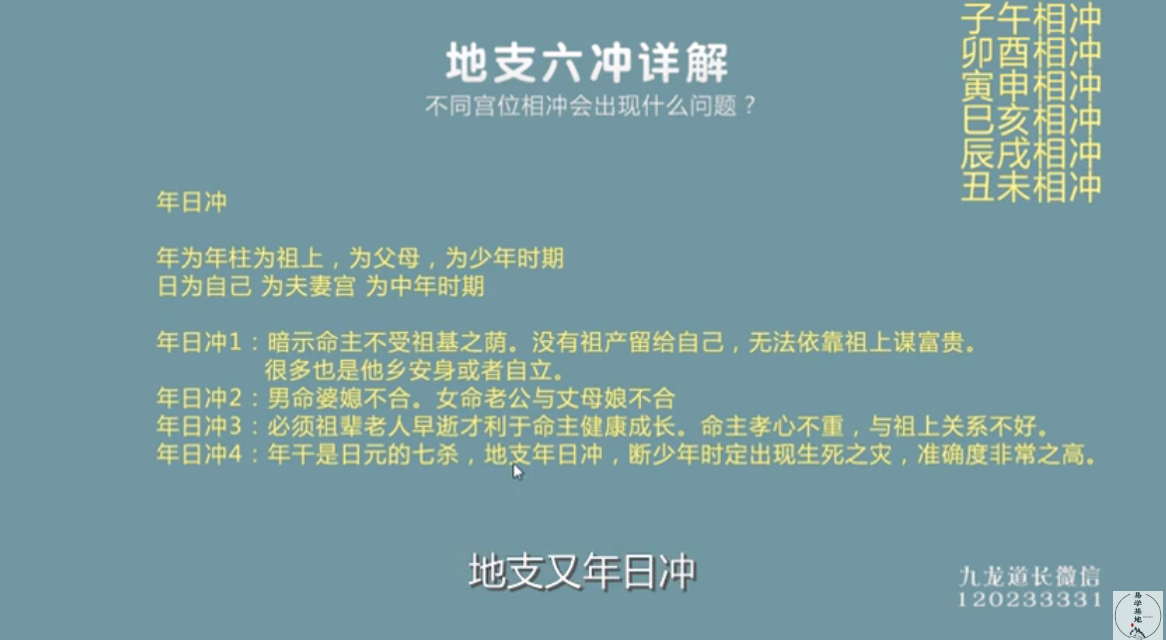 地支六冲详解
不同宫位相冲会出现什么问题？
子午相冲
卯酉相冲
寅申相冲
巳亥相冲
辰戌相冲
丑未相冲
年日冲
年为年柱为祖上，为父母，为少年时期
日为自己 为夫妻宫 为中年时期
年日冲1：暗示命主不受祖基之荫。没有祖产留给自己，无法依靠祖上谋富贵。
很多也是他乡安身或者自立。
年日冲2：男命婆媳不合。女命老公与丈母娘不合
年日冲3：必须祖辈老人早逝才利于命主健康成长。命主孝心不重，与祖上关系不好。
年日冲4：年干是日元的七杀，地支年日冲，断少年时定出现生死之灾，准确度非常之高。
地支又年日冲
九龙道长微信
120233331
易学基地